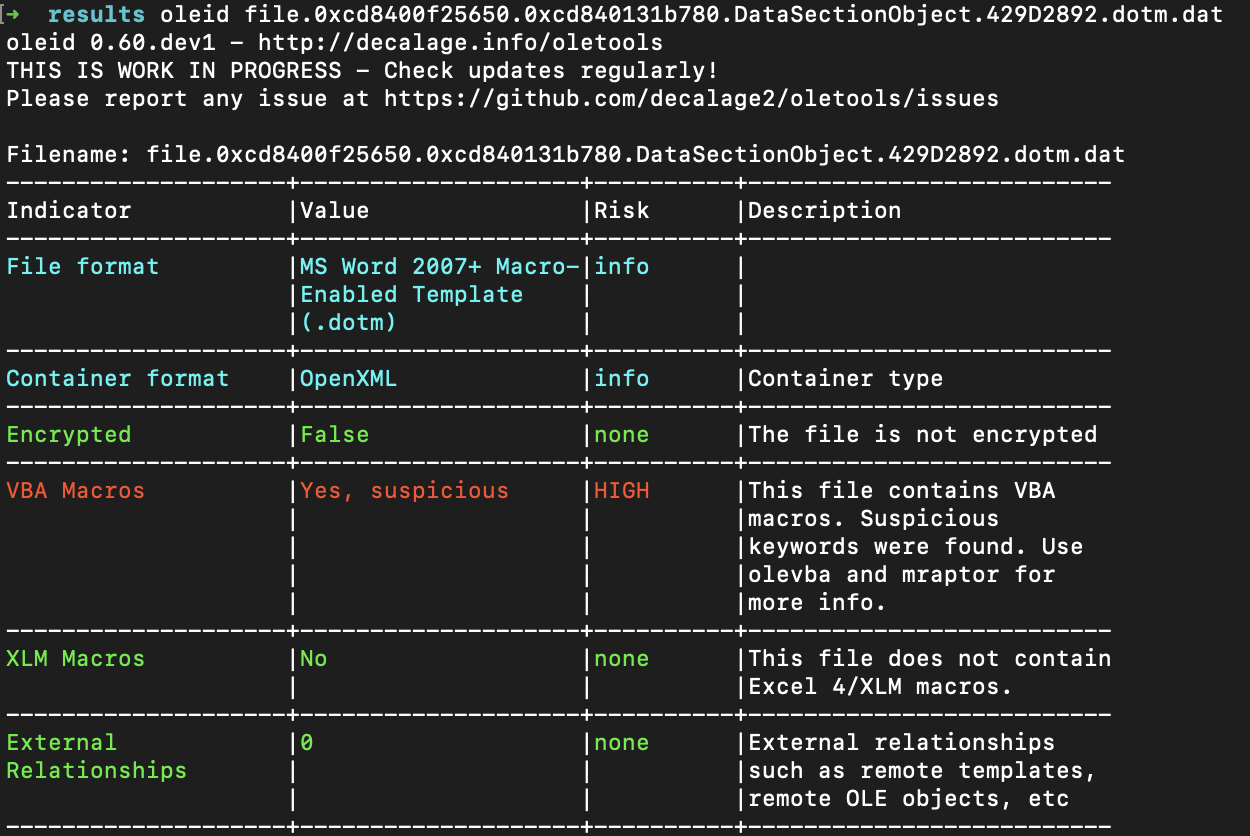 →  results oleid file.0xcd8400f25650.0xcd840131b780.DataSectionObject.429D2892.dotm.dat
oleid 0.60.dev1 - http://decalage.info/oletools
THIS IS WORK IN PROGRESS - Check updates regularly!
Please report any issue at https://github.com/decalage2/oletools/issues

Filename: file.0xcd8400f25650.0xcd840131b780.DataSectionObject.429D2892.dotm.dat
--------------------+--------------------+----------+--------------------------
Indicator           |Value               |Risk      |Description
--------------------+--------------------+----------+--------------------------
File format         |MS Word 2007+ Macro-|info      |
                    |Enabled Template    |          |
                    |(.dotm)             |          |
--------------------+--------------------+----------+--------------------------
Container format    |OpenXML             |info      |Container type
--------------------+--------------------+----------+--------------------------
Encrypted           |False               |none      |The file is not encrypted
--------------------+--------------------+----------+--------------------------
VBA Macros          |Yes, suspicious     |HIGH      |This file contains VBA
                    |                    |          |macros. Suspicious
                    |                    |          |keywords were found. Use
                    |                    |          |olevba and mraptor for
                    |                    |          |more info.
--------------------+--------------------+----------+--------------------------
XLM Macros          |No                  |none      |This file does not contain
                    |                    |          |Excel 4/XLM macros.
--------------------+--------------------+----------+--------------------------
External            |0                   |none      |External relationships
Relationships       |                    |          |such as remote templates,
                    |                    |          |remote OLE objects, etc
--------------------+--------------------+----------+--------------------------